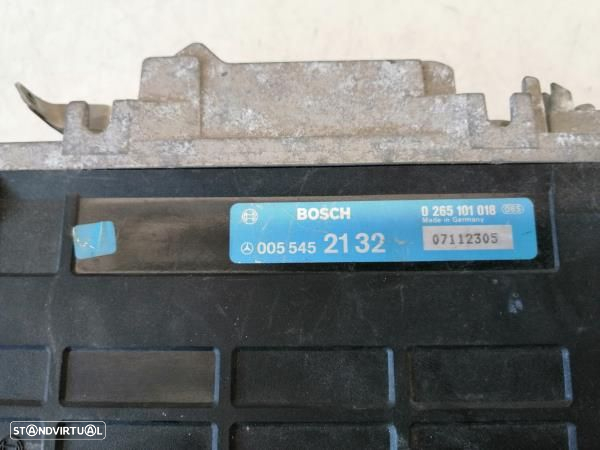 BOSCH
0 265 101 018
Made in Germany
005 545 21 32
07112305
STANDVIRTUAL